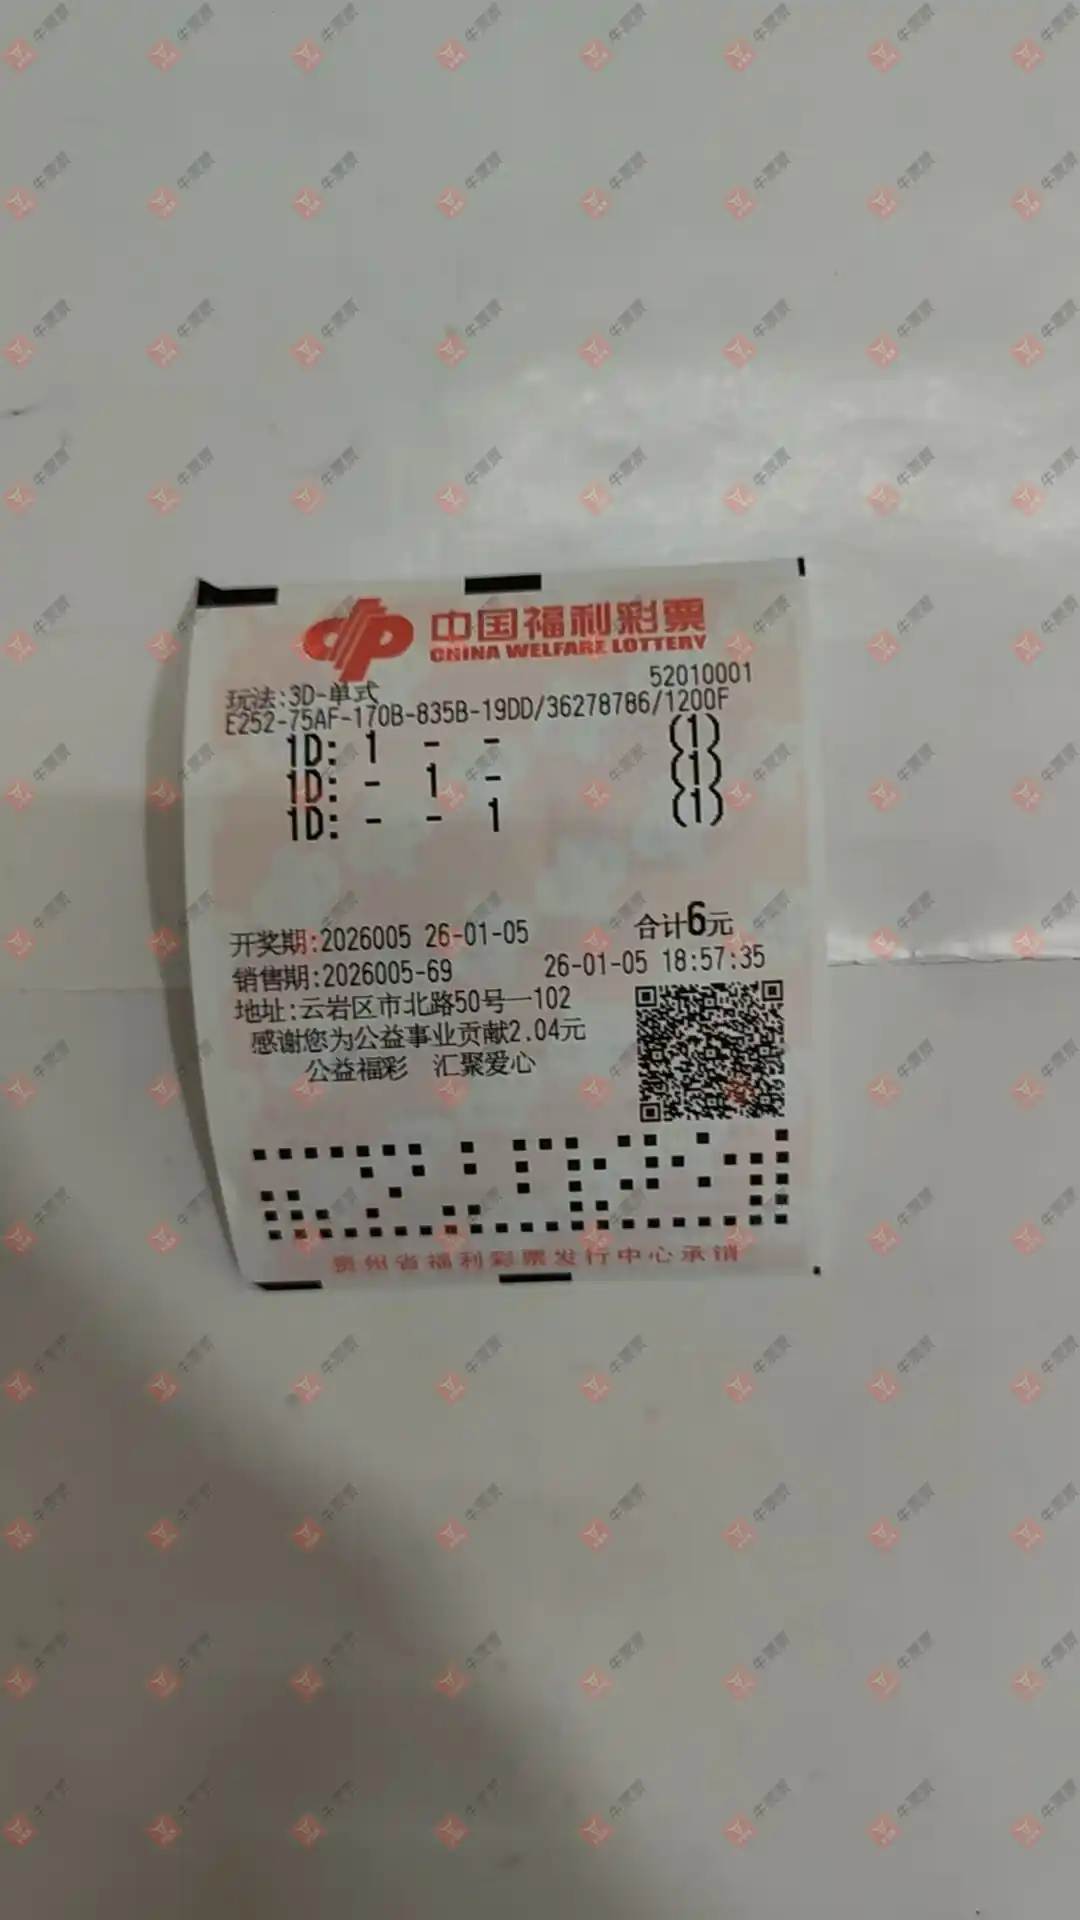 中国福利彩票
CHINA WELFARE LOTTERY
52010001
玩法:3D-单式
E252-75AF-170B-835B-19DD/36278786/1200F
1D: 1 - - (1)
1D: - 1 - (1)
1D: - - 1 (1)
开奖期:2026005 26-01-05 合计6元
销售期:2026005-69 26-01-05 18:57:35
地址:云岩区市北路50号—102
感谢您为公益事业贡献2.04元
公益福彩 汇聚爱心
贵州省福利彩票发行中心承销